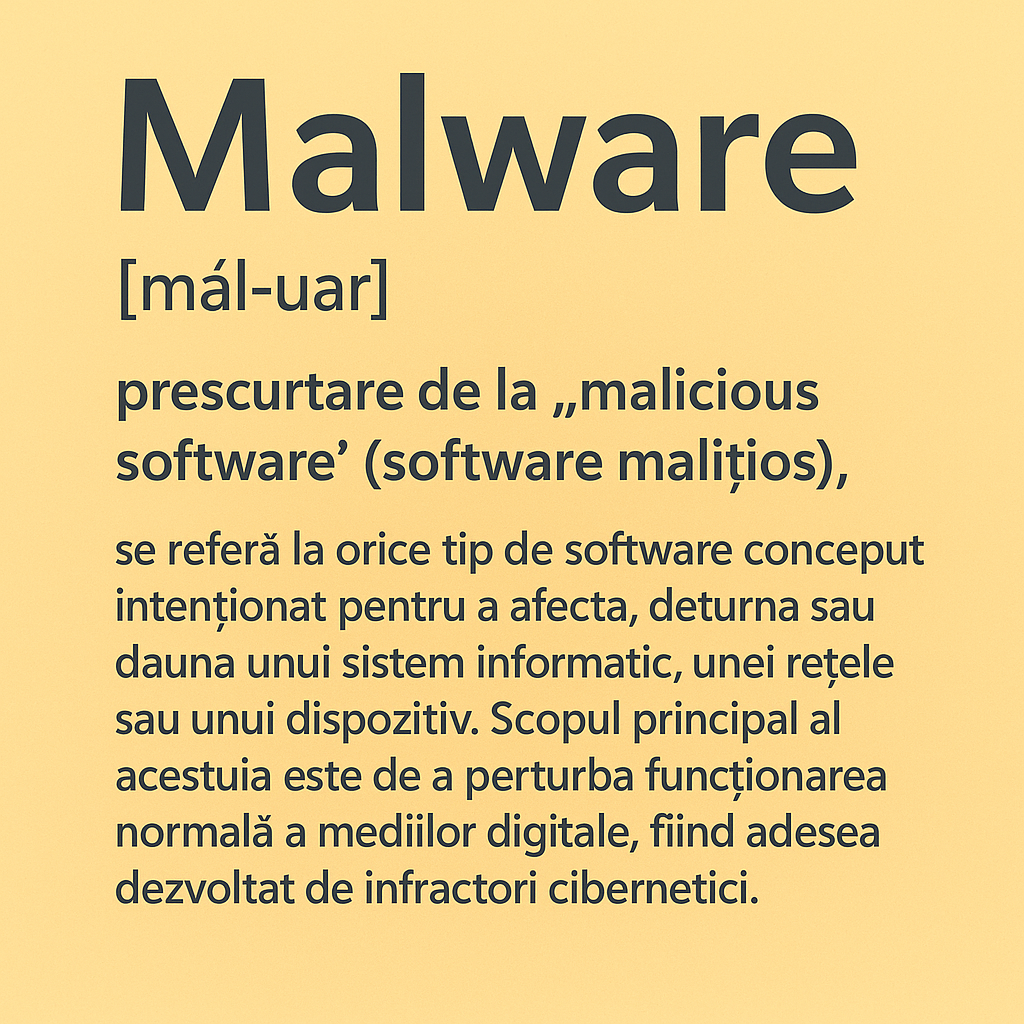 Malware
[mál-uar]
prescurtare de la „malicious
software’ (software malițios),
se referă la orice tip de software conceput
intenționat pentru a afecta, deturna sau
dauna unui sistem informatic, unei rețele
sau unui dispozitiv. Scopul principal al
acestuia este de a perturba funcționarea
normală a mediilor digitale, fiind adesea
dezvoltat de infractori cibernetici.